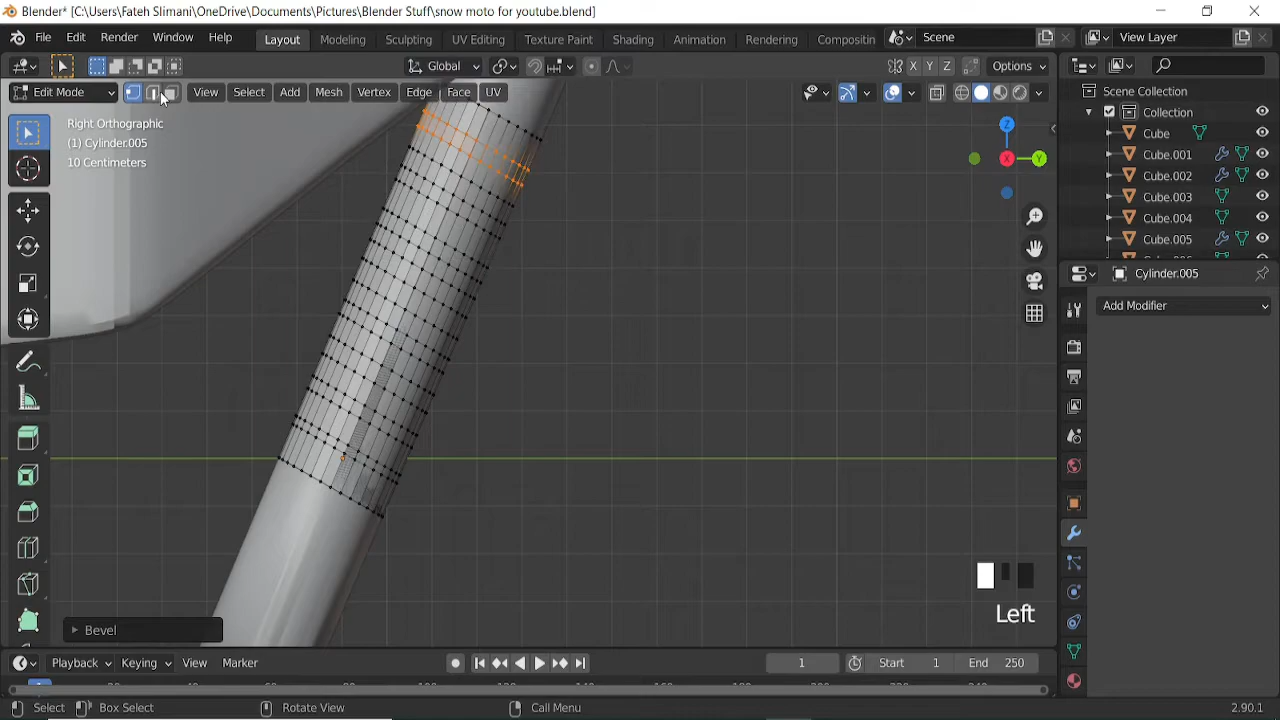 Blender* [C:\Users\Fateh Slimani\OneDrive\Documents\Pictures\Blender Stuff\snow moto for youtube.blend]
File Edit Render Window Help Layout Modeling Sculpting UV Editing Texture Paint Shading Animation Rendering Compositin Scene View Layer
Global X Y Z Options
Edit Mode View Select Add Mesh Vertex Edge Face UV
Right Orthographic
(1) Cylinder.005
10 Centimeters
Z
X
Y
Scene Collection
Collection
Cube
Cube.001
Cube.002
Cube.003
Cube.004
Cube.005
Cylinder.005
Add Modifier
Left
Bevel
Playback Keying View Marker 1 Start 1 End 250
Select Box Select Rotate View Call Menu 2.90.1